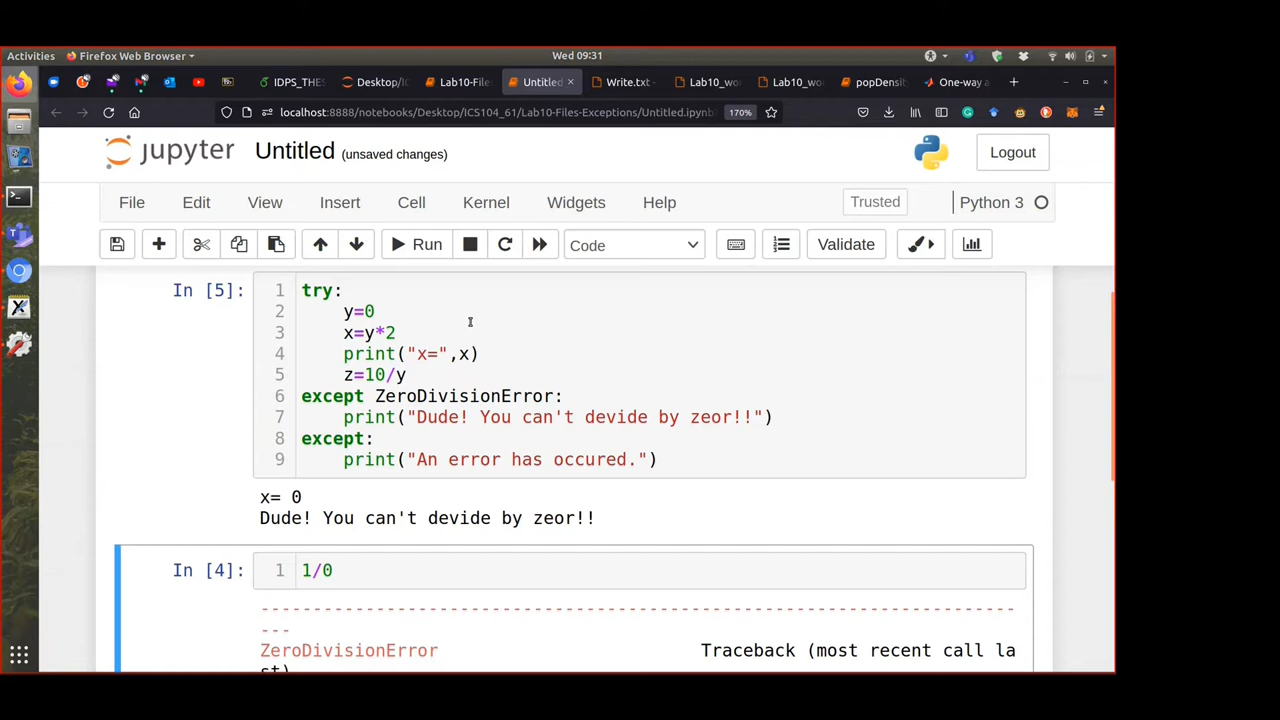 Activities Firefox Web Browser Wed 09:31
IDPS_THES Desktop/IC Lab10-File Untitled × Write.txt - Lab10_wo Lab10_wo popDensit One-way a
localhost:8888/notebooks/Desktop/ICS104_61/Lab10-Files-Exceptions/Untitled.ipynb 170%
jupyter Untitled (unsaved changes) Logout
File Edit View Insert Cell Kernel Widgets Help Trusted Python 3
Run Code Validate
In [5]: 1 try:
2 y=0
3 x=y*2
4 print("x=",x)
5 z=10/y
6 except ZeroDivisionError:
7 print("Dude! You can't devide by zeor!!")
8 except:
9 print("An error has occured.")
x= 0
Dude! You can't devide by zeor!!
In [4]: 1 1/0
---------------------------------------------------------------------------
ZeroDivisionError Traceback (most recent call la
st)